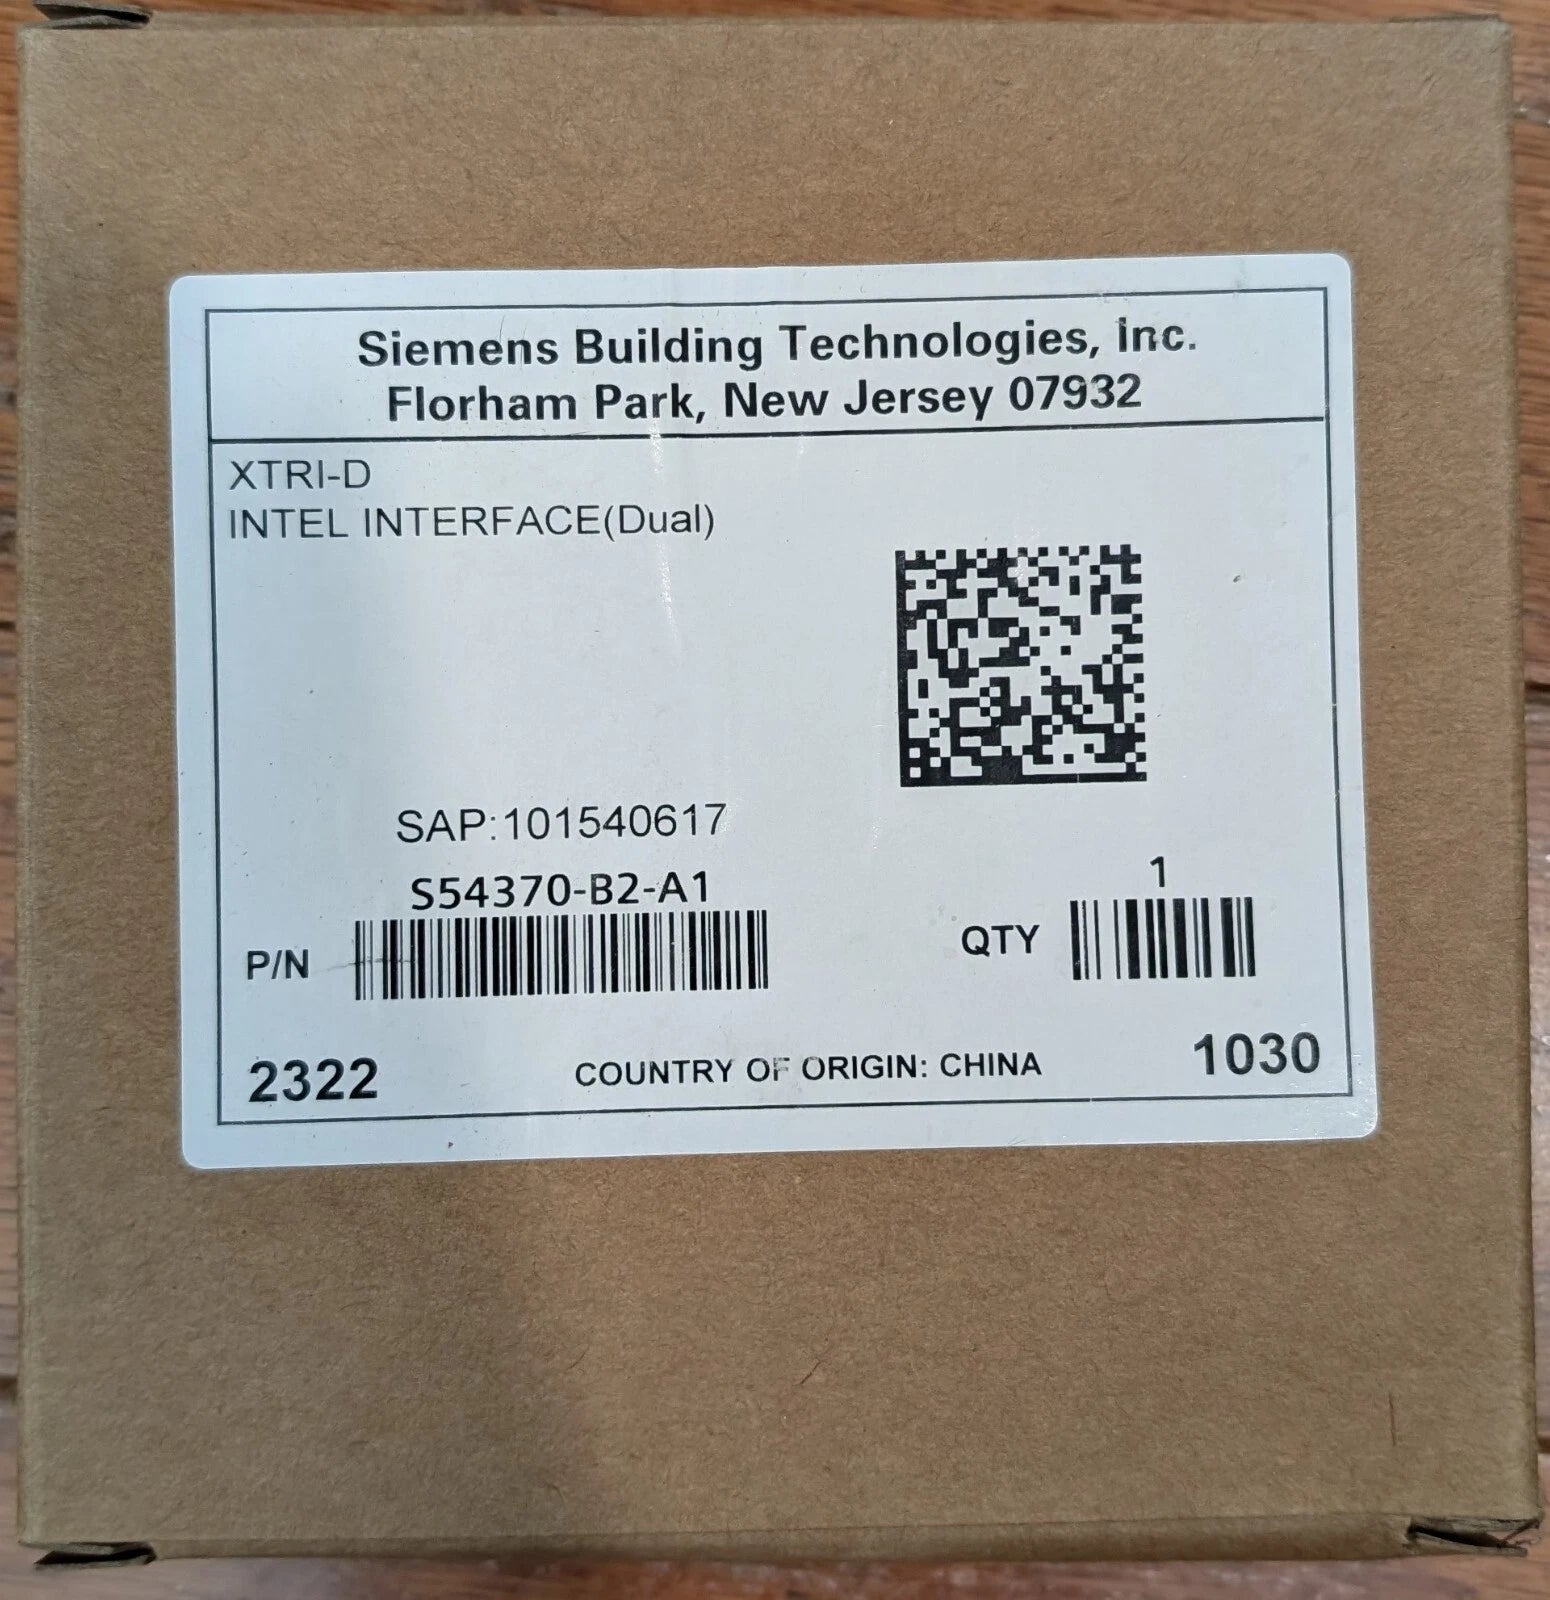 Siemens Building Technologies, Inc.
Florham Park, New Jersey 07932
XTRI-D
INTEL INTERFACE(Dual)
SAP:101540617
S54370-B2-A1
P/N
1
QTY
2322
COUNTRY OF ORIGIN: CHINA
1030